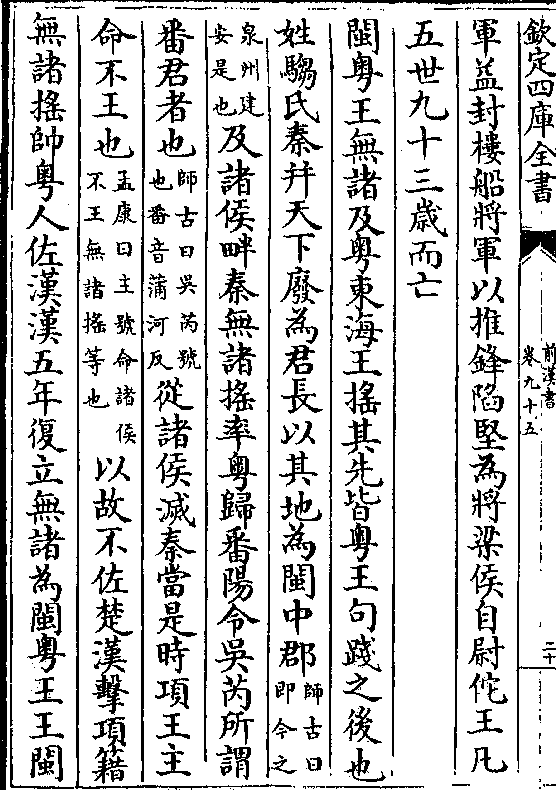 欽定四庫全書
前漢書
卷九十五
二十
軍益封樓船將軍以推鋒陷堅為將梁侯自尉佗王凡
五世九十三歲而亡
閩粤王無諸及粤東海王搖其先皆粤王句踐之後也
姓騶氏秦并天下廢為君長以其地為閩中郡師古曰即今之
泉州建安是也及諸侯畔秦無諸搖率粤歸番陽令吳芮所謂
番君者也師古曰吳芮號也番音蒲河反從諸侯滅秦當是時項王主
命不王也孟康曰主號命諸侯不王無諸搖等也以故不佐楚漢擊項籍
無諸搖帥粤人佐漢漢五年復立無諸為閩粤王王閩